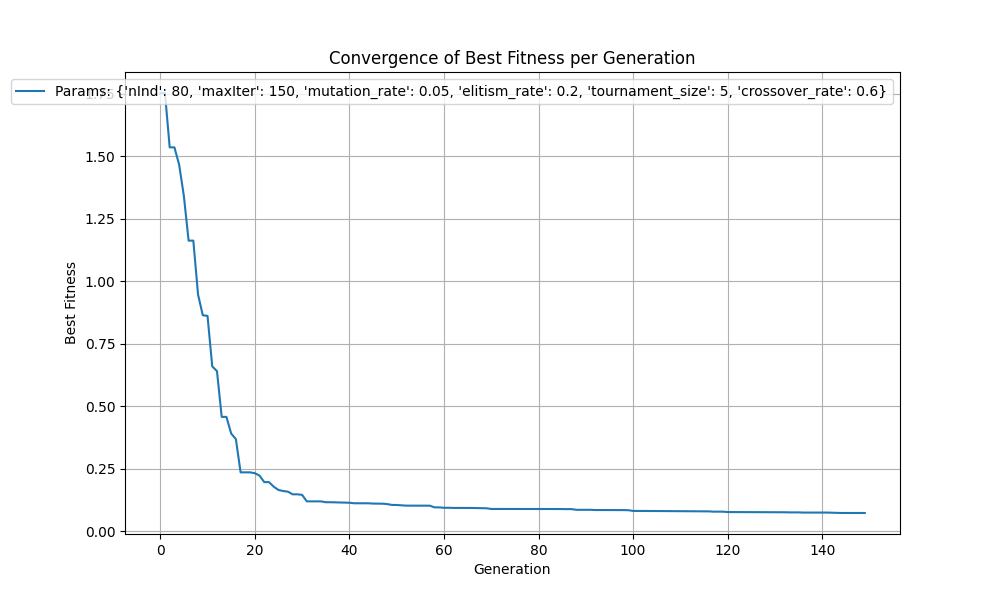 Convergence of Best Fitness per Generation
Params: {'nInd': 80, 'maxIter': 150, 'mutation_rate': 0.05, 'elitism_rate': 0.2, 'tournament_size': 5, 'crossover_rate': 0.6}
1.75
1.50
1.25
1.00
0.75
0.50
0.25
0.00
Best Fitness
0 20 40 60 80 100 120 140
Generation